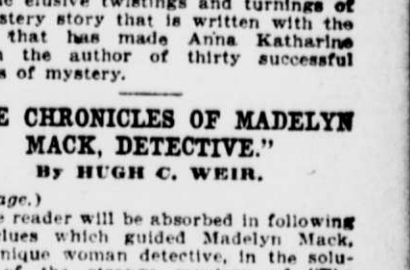 elusive twistings and turnings of
stery story that is written with the
that has made Anna Katharine
the author of thirty successful
s of mystery.
E CHRONICLES OF MADELYN
MACK, DETECTIVE."
By HUGH C. WEIR.
age.)
e reader will be absorbed in following
lues which guided Madelyn Mack,
nique woman detective, in the solu-